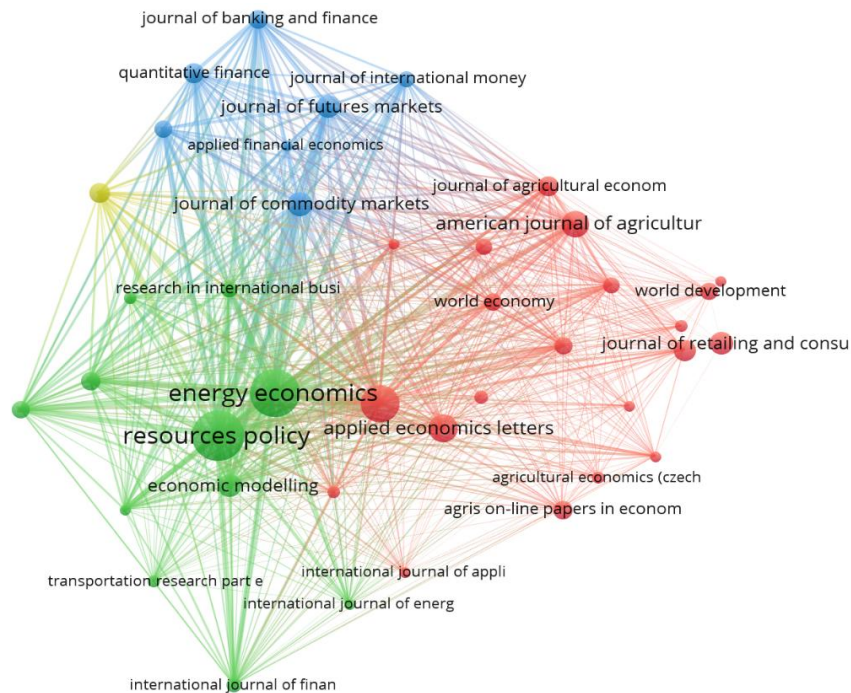 journal of banking and finance
quantitative finance
journal of international money
journal of futures markets
applied financial economics
journal of agricultural econom
journal of commodity markets
american journal of agricultur
research in international busi
world development
world economy
journal of retailing and consu
energy economics
applied economics letters
resources policy
agricultural economics (czech
economic modelling
agris on-line papers in econom
international journal of appli
transportation research part e
international journal of energ
international journal of finan